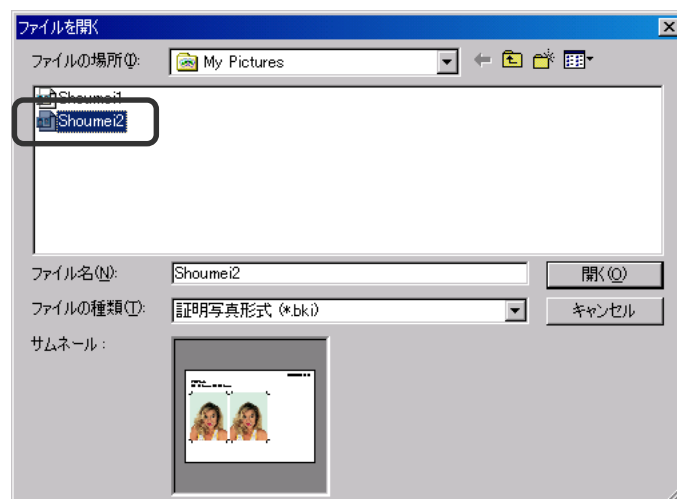 ファイルを開く
ファイルの場所(I):
My Pictures
Shoumei1
Shoumei2
ファイル名(N):
Shoumei2
開く(O)
ファイルの種類(T):
証明写真形式 (*.bki)
キャンセル
サムネール：